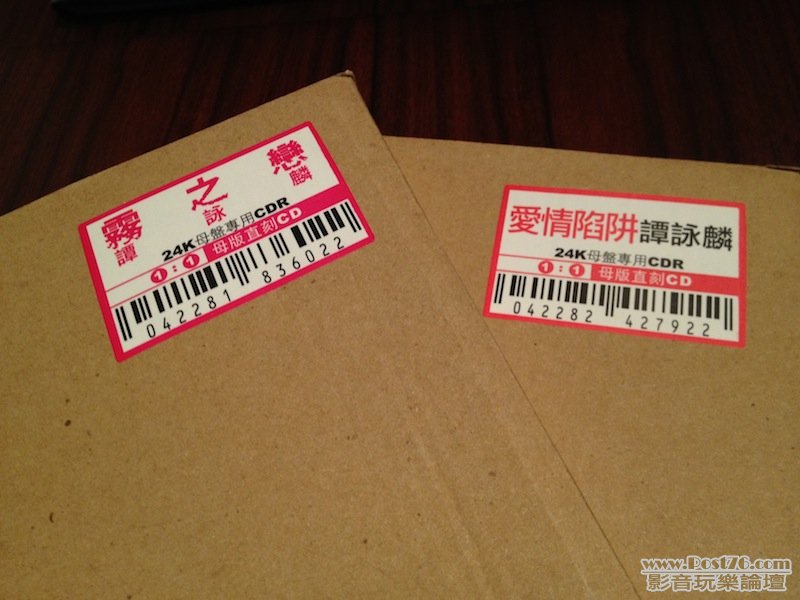 霧之戀
譚詠麟
24K母盤專用CDR
1:1 母版直刻CD
042281 836022
愛情陷阱 譚詠麟
24K母盤專用CDR
1:1 母版直刻CD
042282 427922
www.Post76.com
影音玩樂論壇